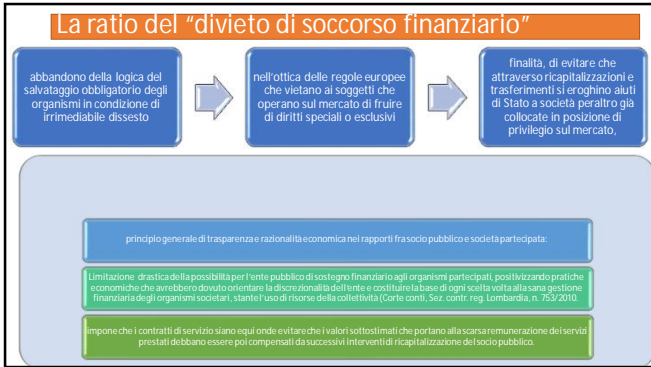 La ratio del “divieto di soccorso finanziario”
abbandono della logica del
salvataggio obbligatorio degli
organismi in condizione di
irrimediabile dissesto
nell’ottica delle regole europee
che vietano ai soggetti che
operano sul mercato di fruire
di diritti speciali o esclusivi
finalità, di evitare che
attraverso ricapitalizzazioni e
trasferimenti si eroghino aiuti
di Stato a società peraltro già
collocate in posizione di
privilegio sul mercato,
principio generale di trasparenza e razionalità economica nei rapporti fra socio pubblico e società partecipata:
Limitazione drastica della possibilità per l’ente pubblico di sostegno finanziario agli organismi partecipati, positivizzando pratiche
economiche che avrebbero dovuto orientare la discrezionalità dell’ente e costituire la base di ogni scelta volta alla sana gestione
finanziaria degli organismi societari, stante l’uso di risorse della collettività (Corte conti, Sez. contr. reg. Lombardia, n. 753/2010.
impone che i contratti di servizio siano equi onde evitare che i valori sottostimati che portano alla scarsa remunerazione dei servizi
prestati debbano essere poi compensati da successivi interventi di ricapitalizzazione del socio pubblico.